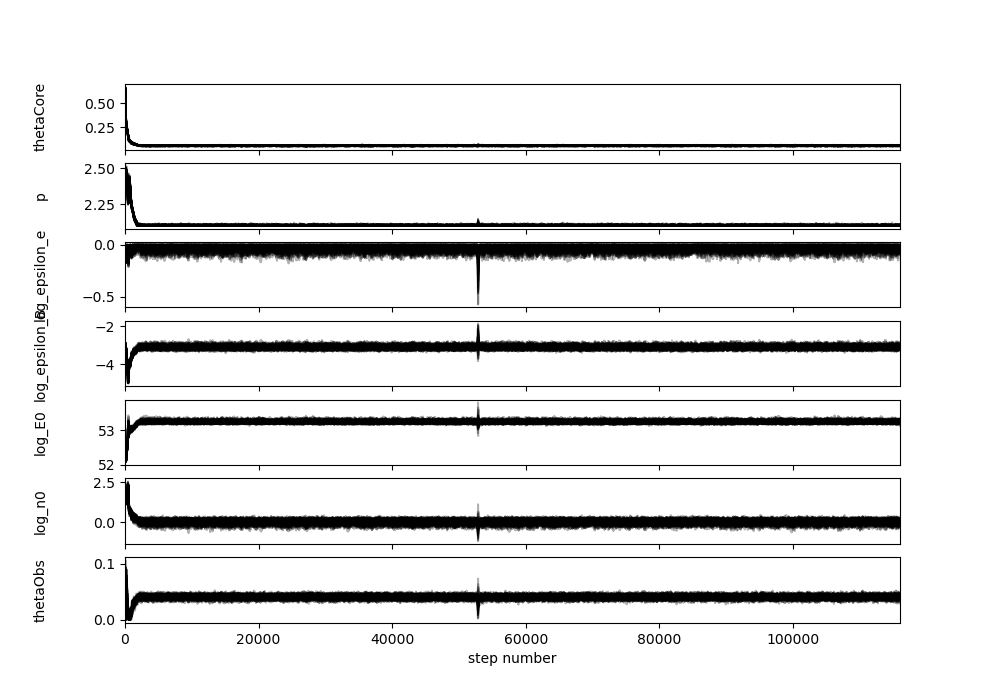 thetaCore
0.50
0.25
p
2.50
2.25
log_epsilon_e
0.0
−0.5
log_epsilon_B
−2
−4
log_E0
53
52
log_n0
2.5
0.0
thetaObs
0.1
0.0
0
20000
40000
60000
80000
100000
step number